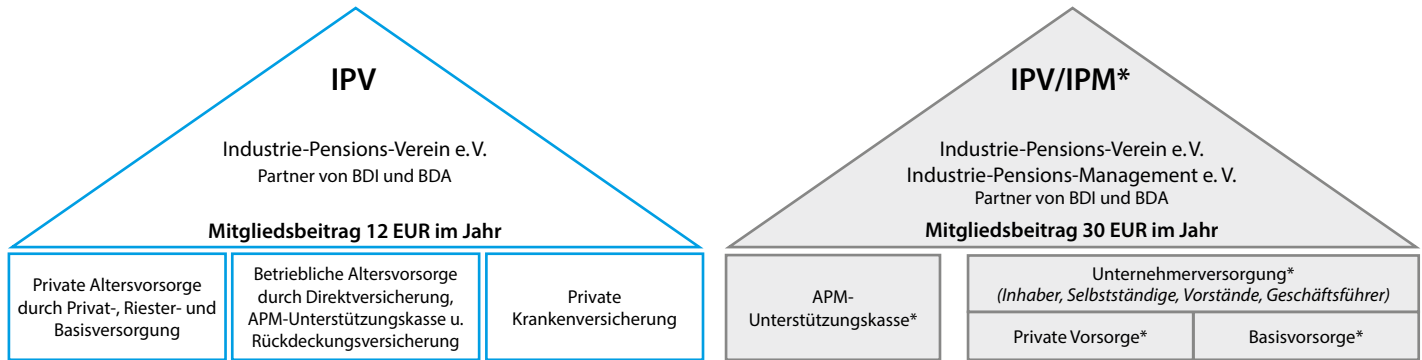 IPV
Industrie-Pensions-Verein e. V.
Partner von BDI und BDA
Mitgliedsbeitrag 12 EUR im Jahr
Private Altersvorsorge
durch Privat-, Riester- und
Basisversorgung
Betriebliche Altersvorsorge
durch Direktversicherung,
APM-Unterstützungskasse u.
Rückdeckungsversicherung
Private
Krankenversicherung
IPV/IPM*
Industrie-Pensions-Verein e. V.
Industrie-Pensions-Management e. V.
Partner von BDI und BDA
Mitgliedsbeitrag 30 EUR im Jahr
APM-
Unterstützungskasse*
Unternehmerversorgung*
(Inhaber, Selbstständige, Vorstände, Geschäftsführer)
Private Vorsorge*
Basisvorsorge*